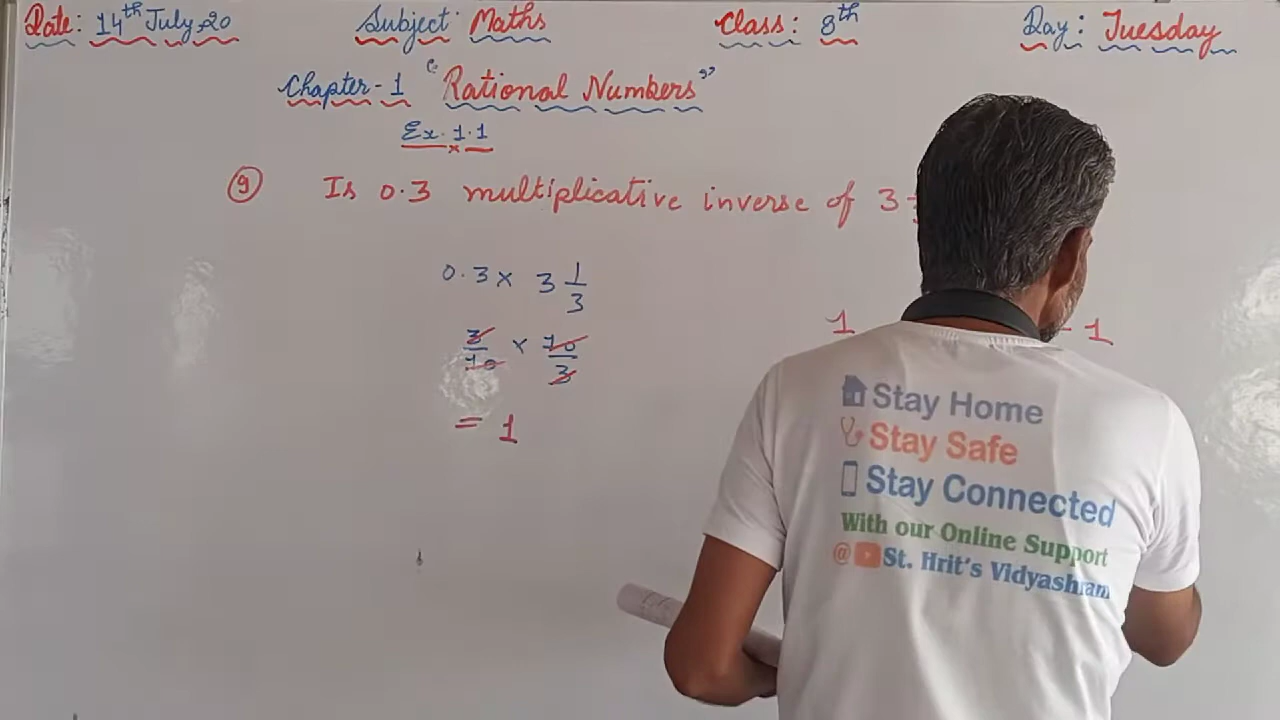 Date: 14th July,20 Subject: Maths Class: 8th Day: Tuesday
Chapter-1 "Rational Numbers"
Ex. 1.1
9 Is 0.3 multiplicative inverse of 3
0.3 x 3 1/3
3/10 x 10/3
= 1
1 - 1
Stay Home
Stay Safe
Stay Connected
With our Online Support
@ St. Hrit's Vidyashram